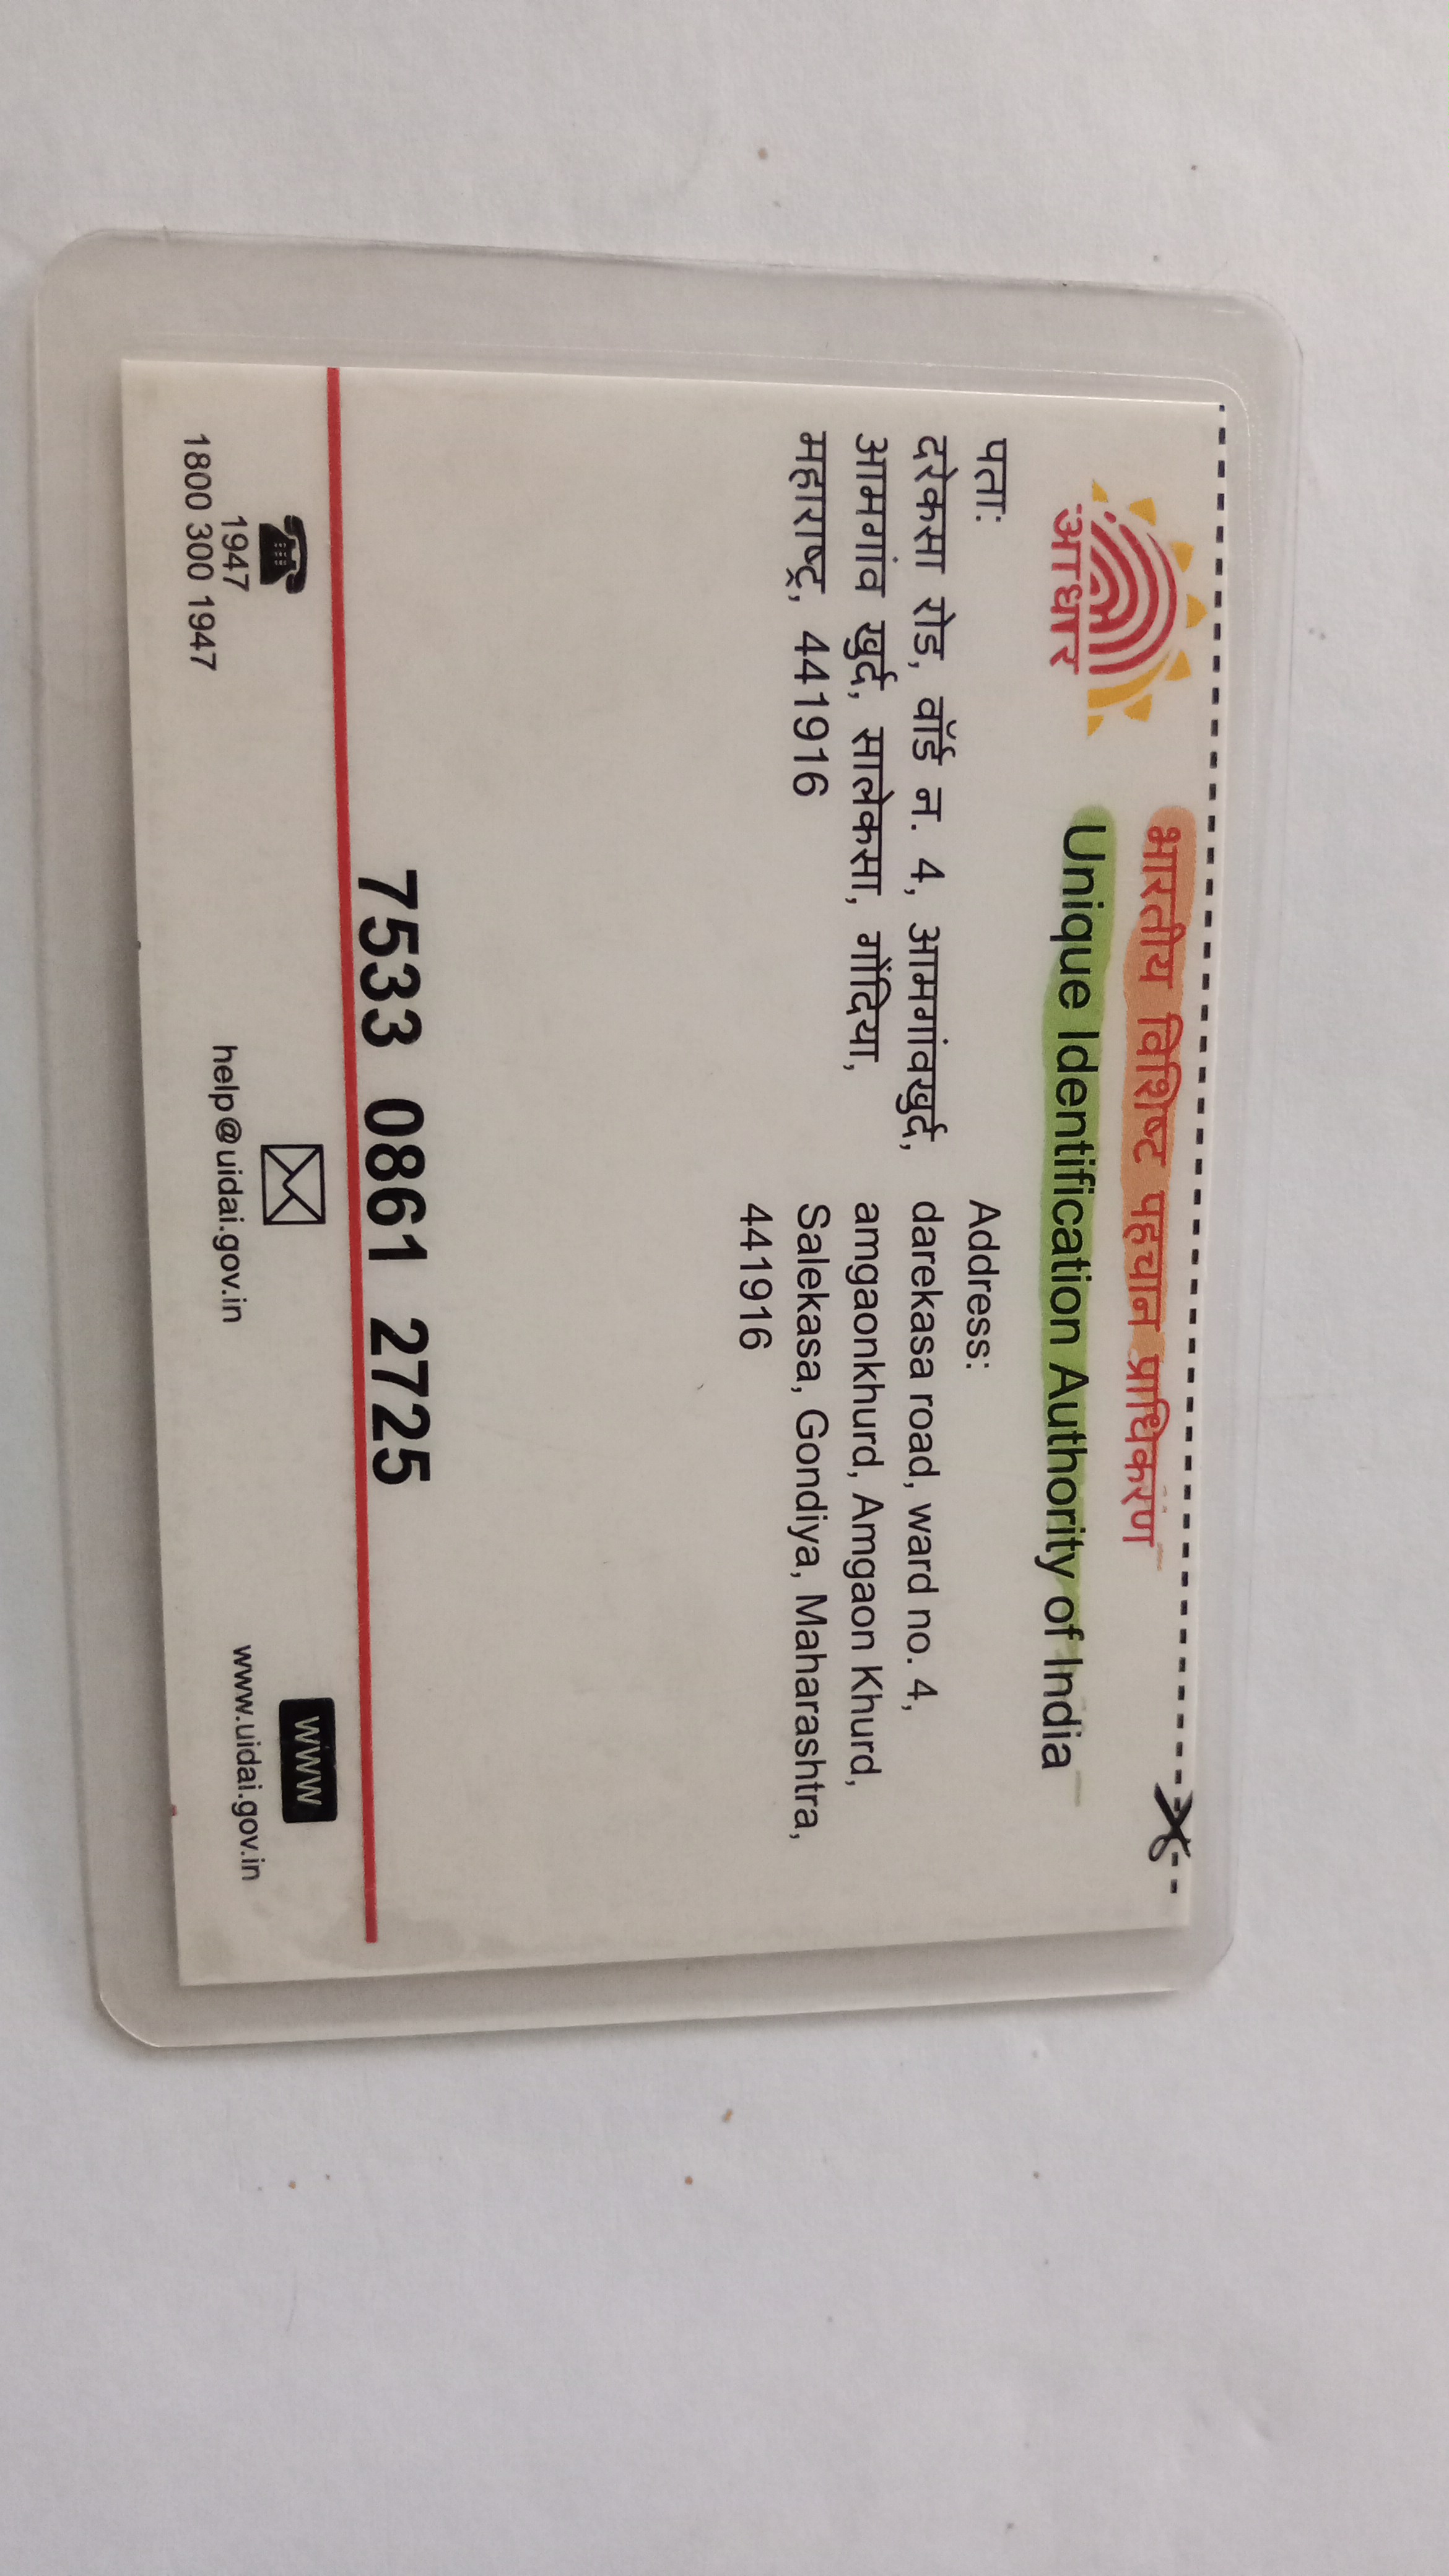 भारतीय विशिष्ट पहचान प्राधिकरण
Unique Identification Authority of India
आधार
पताः
दरेकसा रोड, वॉर्ड न. 4, आमगांवखुर्द,
आमगांव खुर्द, सालेकसा, गोंदिया,
महाराष्ट्र, 441916
Address:
darekasa road, ward no. 4,
amgaonkhurd, Amgaon Khurd,
Salekasa, Gondiya, Maharashtra,
441916
7533 0861 2725
1947
1800 300 1947
help@uidai.gov.in
WWW
www.uidai.gov.in